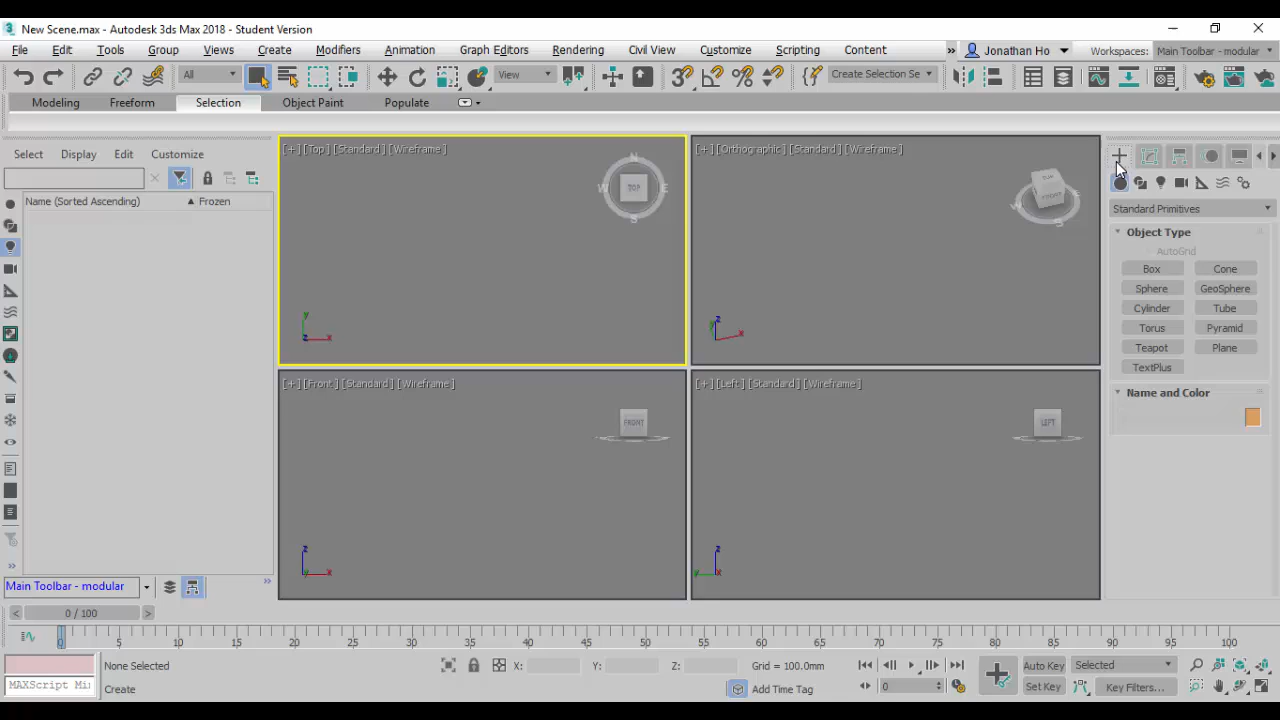 New Scene.max - Autodesk 3ds Max 2018 - Student Version
File Edit Tools Group Views Create Modifiers Animation Graph Editors Rendering Civil View Customize Scripting Content » Jonathan Ho Workspaces: Main Toolbar - modular
All View Create Selection Se
Modeling Freeform Selection Object Paint Populate
Select Display Edit Customize
Name (Sorted Ascending) Frozen
[+] [Top] [Standard] [Wireframe]
N
W TOP E
S
[+] [Orthographic] [Standard] [Wireframe]
TOP
FRONT
W
S
y
z x
z
y x
[+] [Front] [Standard] [Wireframe]
FRONT
[+] [Left] [Standard] [Wireframe]
LEFT
z
y x
z
y x
Standard Primitives
Object Type
AutoGrid
Box Cone
Sphere GeoSphere
Cylinder Tube
Torus Pyramid
Teapot Plane
TextPlus
Name and Color
»
Main Toolbar - modular »
< 0 / 100 >
0 5 10 15 20 25 30 35 40 45 50 55 60 65 70 75 80 85 90 95 100
None Selected X: Y: Z: Grid = 100.0mm Auto Key Selected
MAXScript Mi Create Add Time Tag 0 Set Key Key Filters...